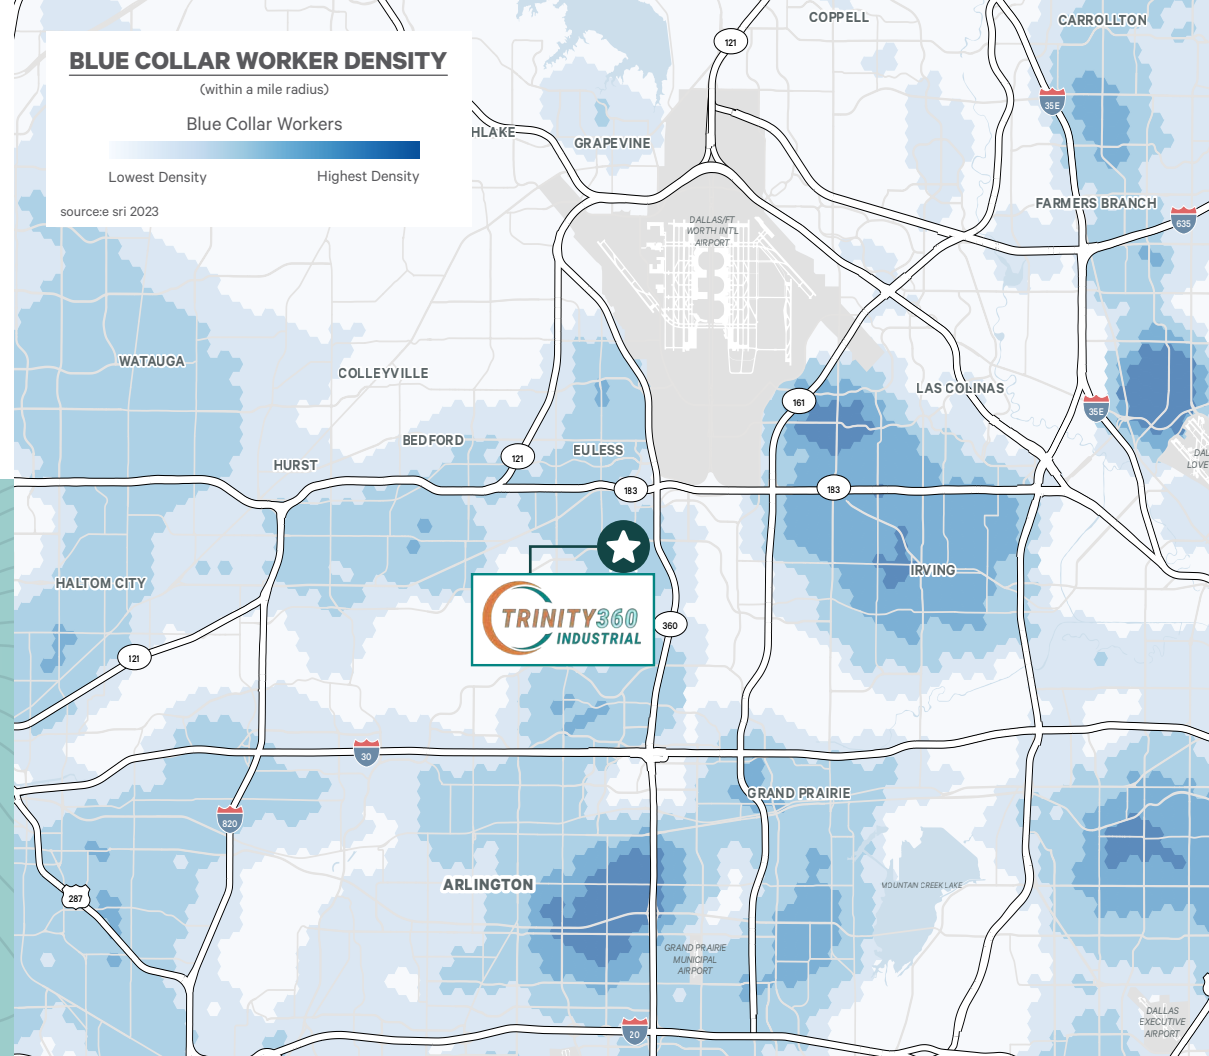 BLUE COLLAR WORKER DENSITY
(within a mile radius)
Blue Collar Workers
Lowest Density
Highest Density
source:e sri 2023
COPPELL
CARROLLTON
121
35E
HLAKE
GRAPEVINE
FARMERS BRANCH
635
DALLAS/FT
WORTH INT'L
AIRPORT
WATAUGA
COLLEYVILLE
LAS COLINAS
161
35E
BEDFORD
EULESS
121
HURST
DAL
LOVE
183
183
HALTOM CITY
IRVING
TRINITY360
INDUSTRIAL
360
121
30
GRAND PRAIRIE
820
ARLINGTON
MOUNTAIN CREEK LAKE
287
GRAND PRAIRIE
MUNICIPAL
AIRPORT
DALLAS
EXECUTIVE
AIRPORT
20